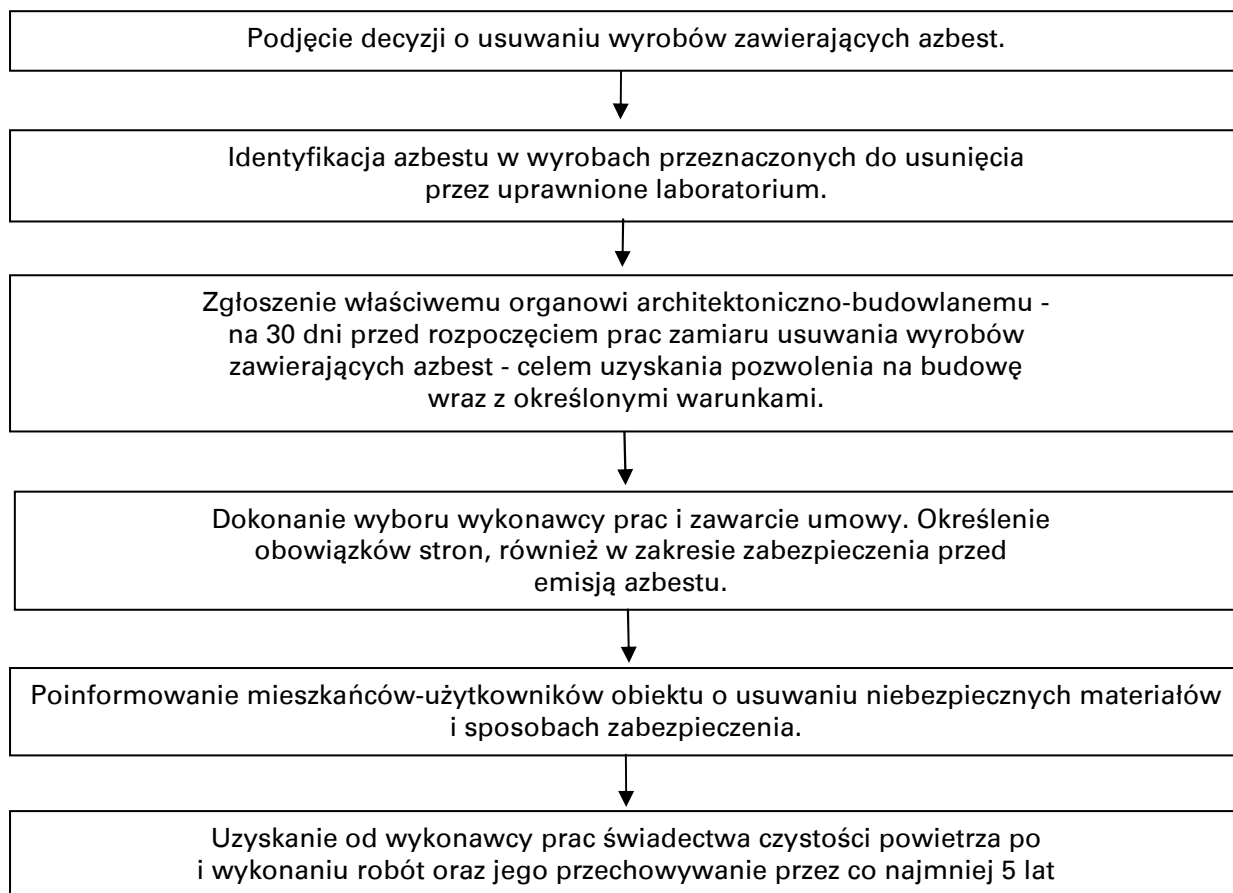 Podjęcie decyzji o usuwaniu wyrobów zawierających azbest.
Identyfikacja azbestu w wyrobach przeznaczonych do usunięcia
przez uprawnione laboratorium.
Zgłoszenie właściwemu organowi architektoniczno-budowlanemu -
na 30 dni przed rozpoczęciem prac zamiaru usuwania wyrobów
zawierających azbest - celem uzyskania pozwolenia na budowę
wraz z określonymi warunkami.
Dokonanie wyboru wykonawcy prac i zawarcie umowy. Określenie
obowiązków stron, również w zakresie zabezpieczenia przed
emisją azbestu.
Poinformowanie mieszkańców-użytkowników obiektu o usuwaniu niebezpiecznych materiałów
i sposobach zabezpieczenia.
Uzyskanie od wykonawcy prac świadectwa czystości powietrza po
i wykonaniu robót oraz jego przechowywanie przez co najmniej 5 lat